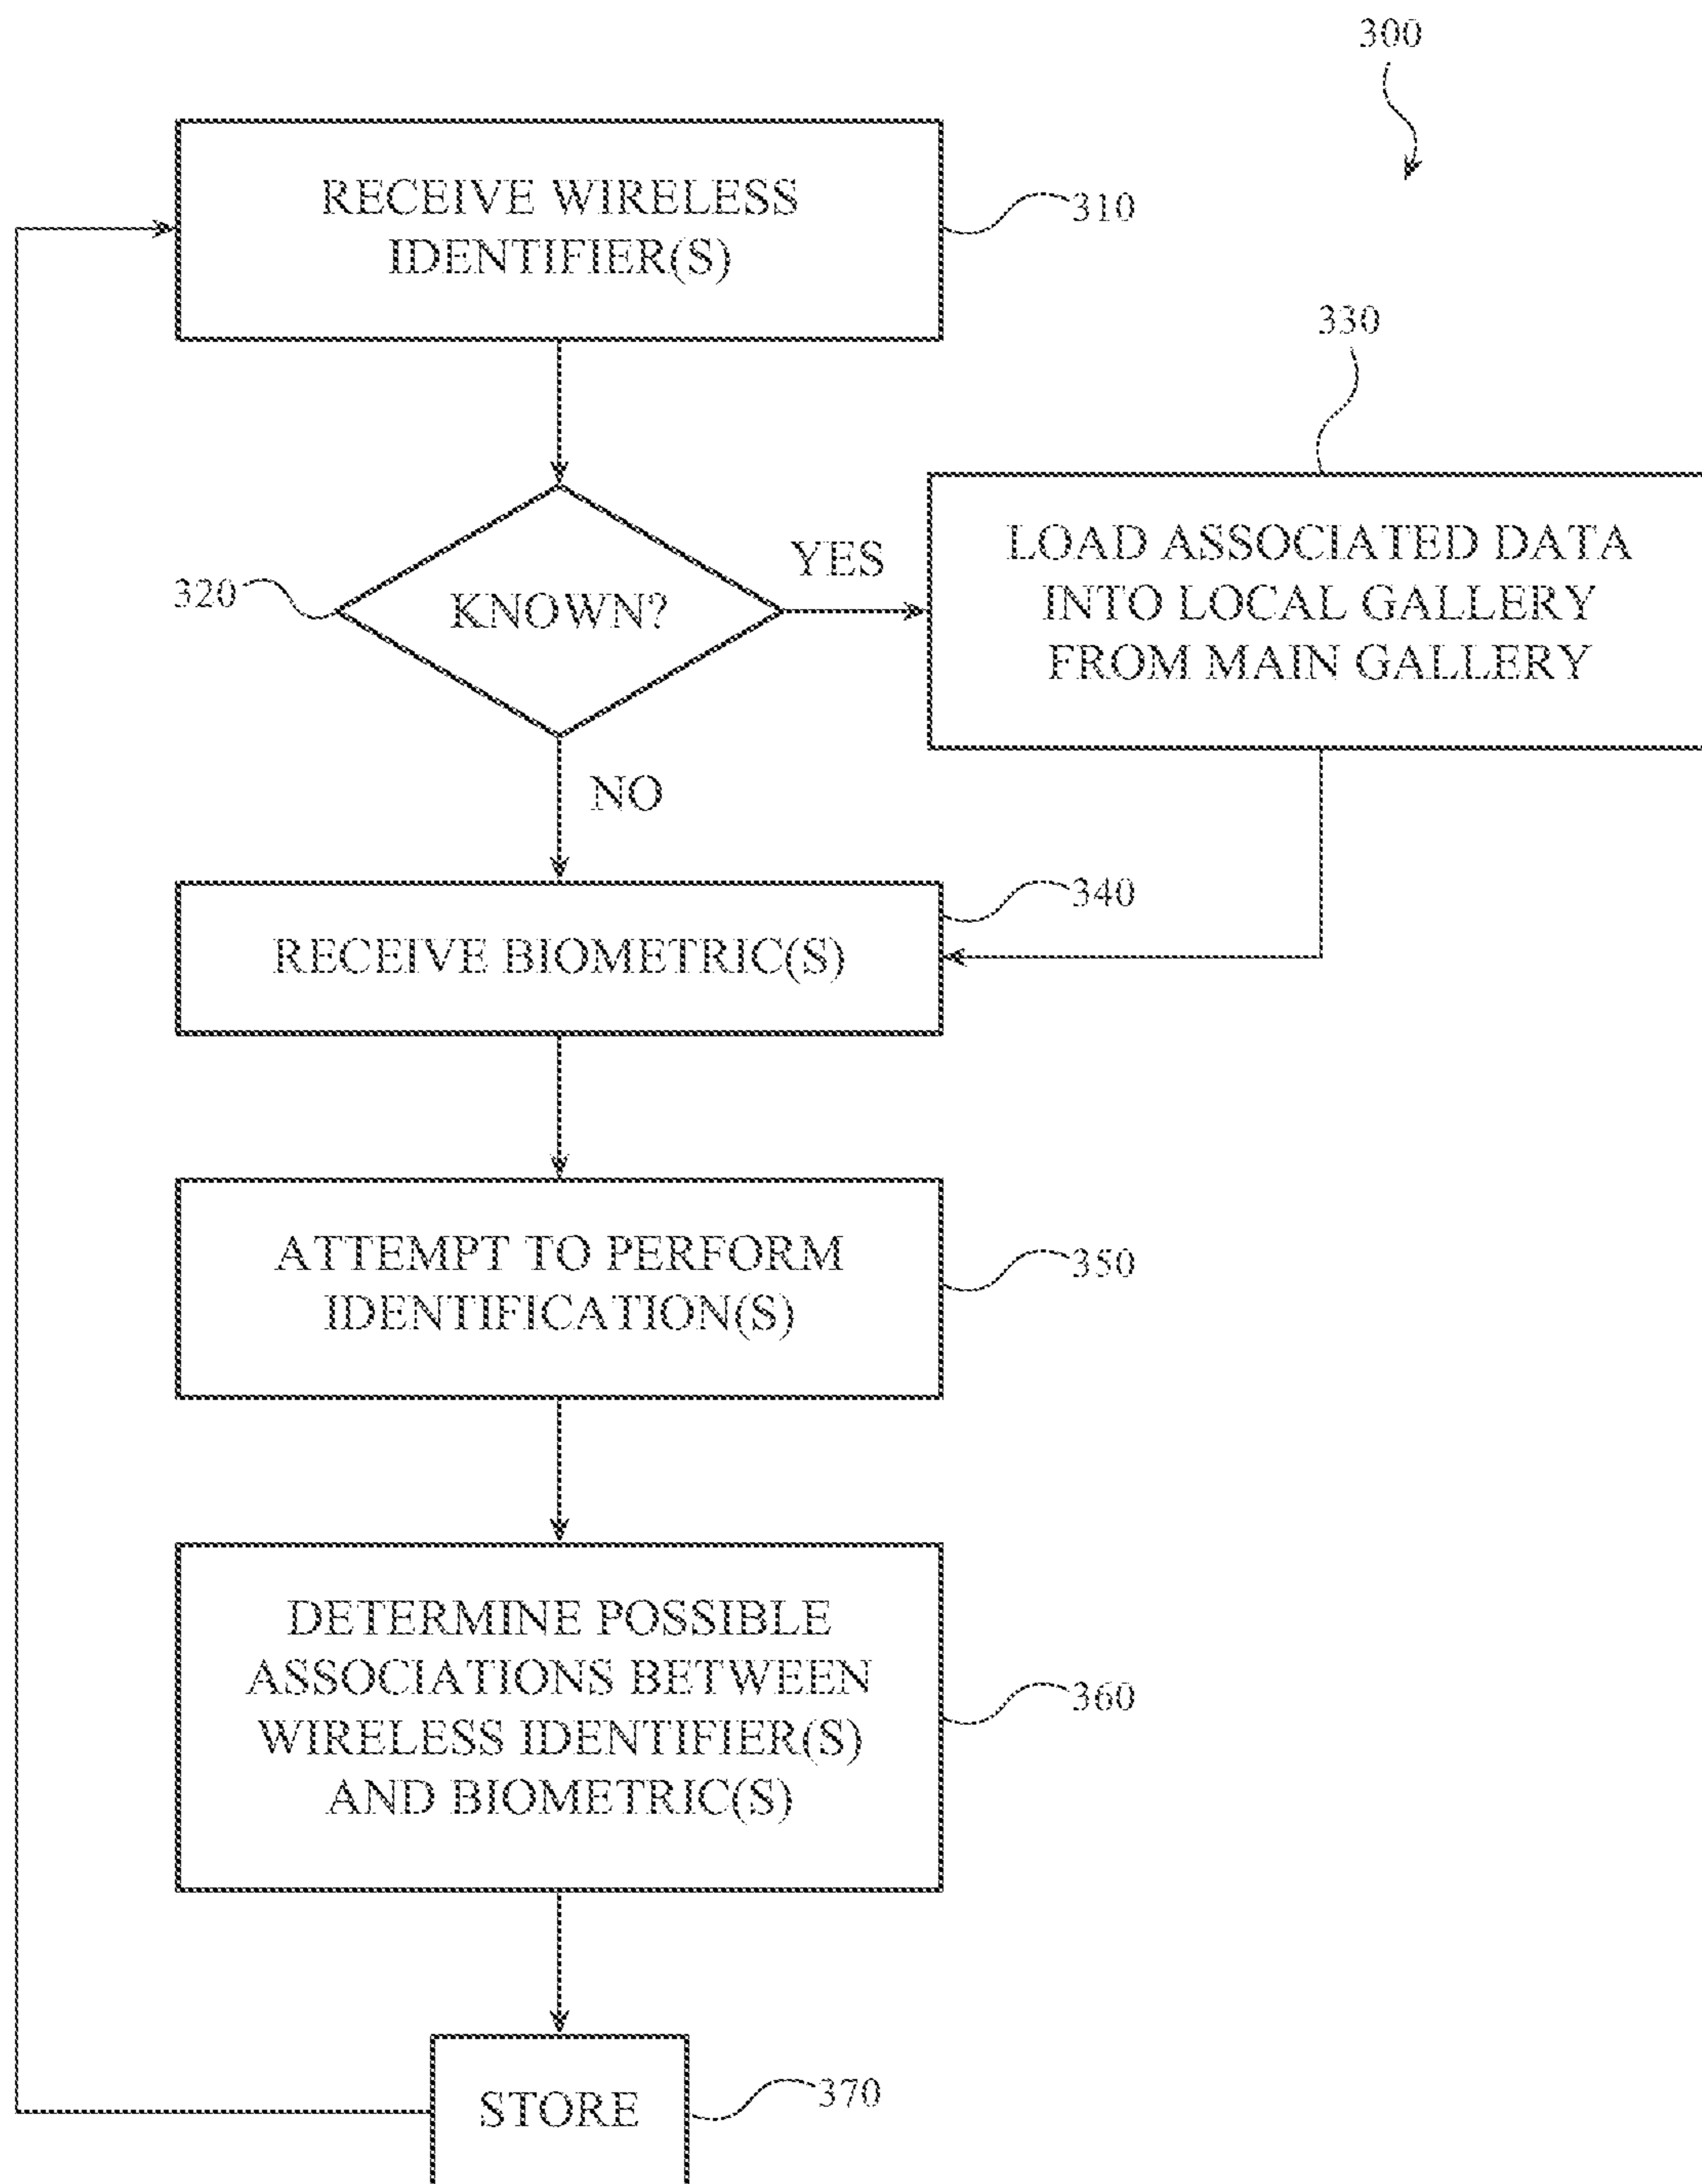 300
RECEIVE WIRELESS
IDENTIFIER(S)
310
330
320
KNOWN?
YES
LOAD ASSOCIATED DATA
INTO LOCAL GALLERY
FROM MAIN GALLERY
NO
340
RECEIVE BIOMETRIC(S)
ATTEMPT TO PERFORM
IDENTIFICATION(S)
350
DETERMINE POSSIBLE
ASSOCIATIONS BETWEEN
WIRELESS IDENTIFIER(S)
AND BIOMETRIC(S)
360
STORE
370